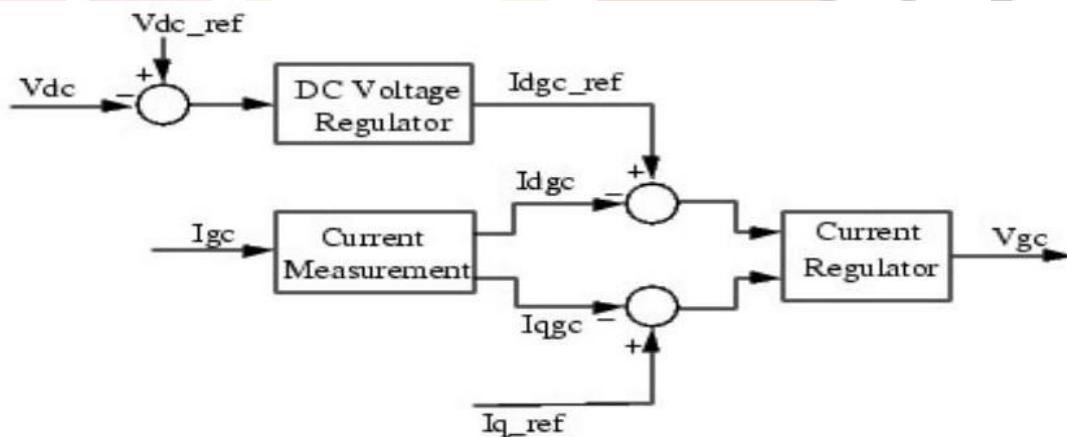 Vdc_ref
Vdc
+
−
DC Voltage
Regulator
Idgc_ref
+
−
Idgc
Igc
Current
Measurement
Current
Regulator
Vgc
Iqgc
−
+
Iq_ref